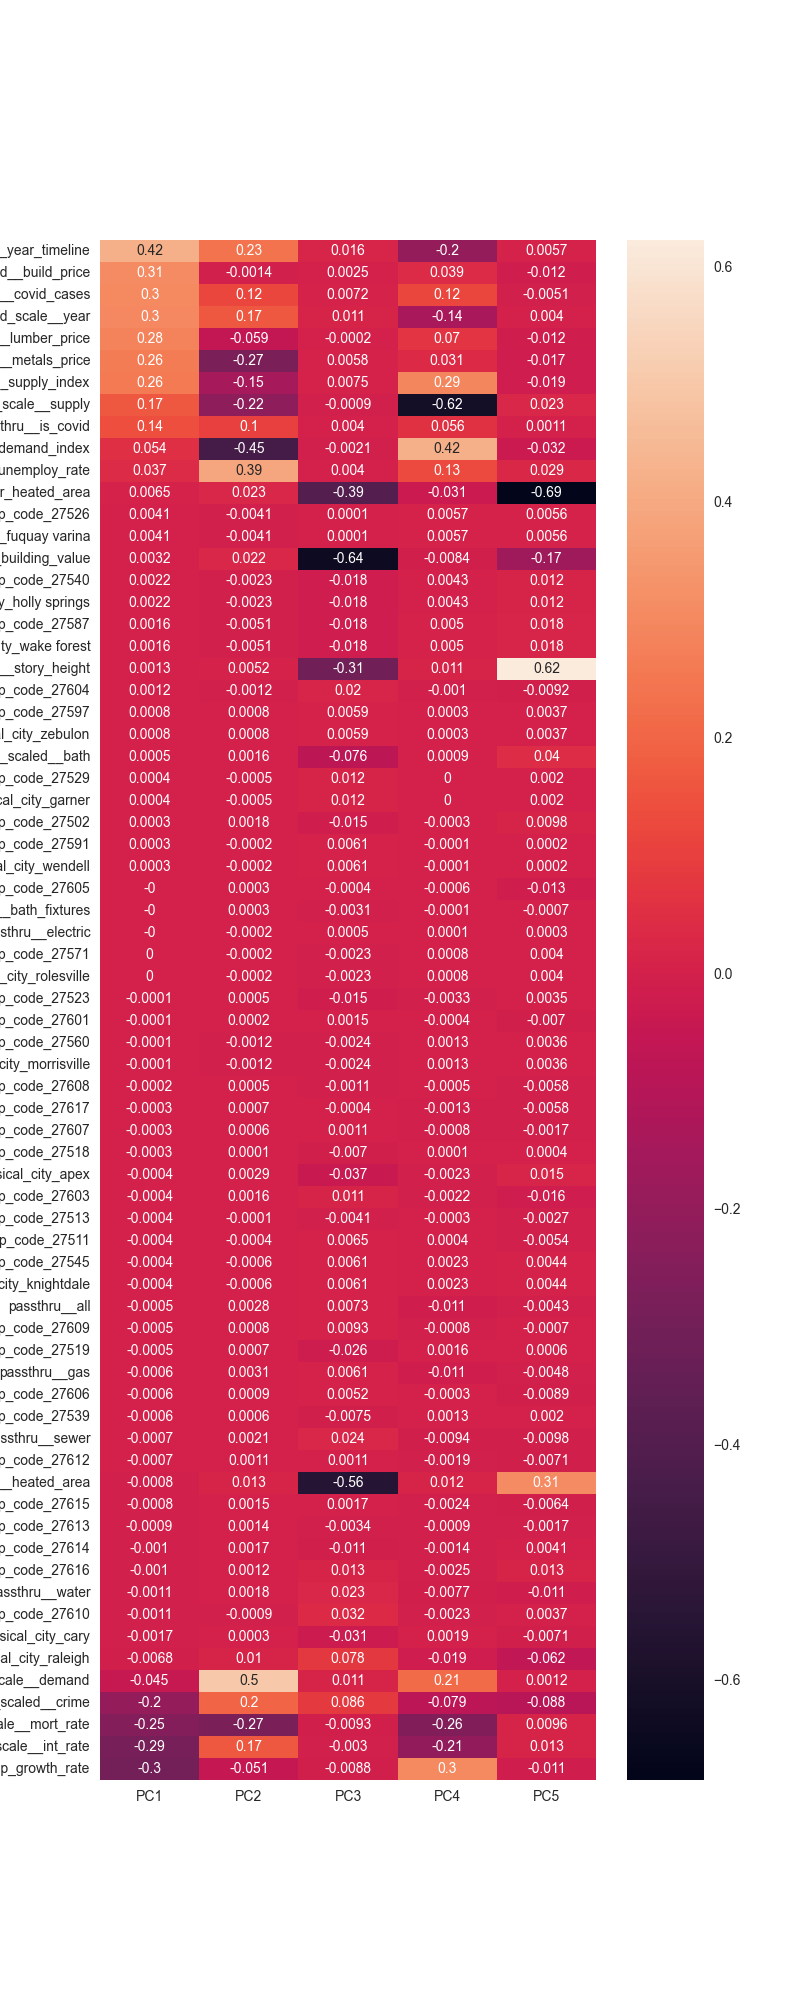 _year_timeline 0.42 0.23 0.016 -0.2 0.0057
d__build_price 0.31 -0.0014 0.0025 0.039 -0.012
__covid_cases 0.3 0.12 0.0072 0.12 -0.0051
d_scale__year 0.3 0.17 0.011 -0.14 0.004
_lumber_price 0.28 -0.059 -0.0002 0.07 -0.012
__metals_price 0.26 -0.27 0.0058 0.031 -0.017
_supply_index 0.26 -0.15 0.0075 0.29 -0.019
_scale__supply 0.17 -0.22 -0.0009 -0.62 0.023
thru__is_covid 0.14 0.1 0.004 0.056 0.0011
demand_index 0.054 -0.45 -0.0021 0.42 -0.032
unemploy_rate 0.037 0.39 0.004 0.13 0.029
r_heated_area 0.0065 0.023 -0.39 -0.031 -0.69
p_code_27526 0.0041 -0.0041 0.0001 0.0057 0.0056
_fuquay varina 0.0041 -0.0041 0.0001 0.0057 0.0056
_building_value 0.0032 0.022 -0.64 -0.0084 -0.17
p_code_27540 0.0022 -0.0023 -0.018 0.0043 0.012
y_holly springs 0.0022 -0.0023 -0.018 0.0043 0.012
p_code_27587 0.0016 -0.0051 -0.018 0.005 0.018
ty_wake forest 0.0016 -0.0051 -0.018 0.005 0.018
__story_height 0.0013 0.0052 -0.31 0.011 0.62
p_code_27604 0.0012 -0.0012 0.02 -0.001 -0.0092
p_code_27597 0.0008 0.0008 0.0059 0.0003 0.0037
al_city_zebulon 0.0008 0.0008 0.0059 0.0003 0.0037
_scaled__bath 0.0005 0.0016 -0.076 0.0009 0.04
p_code_27529 0.0004 -0.0005 0.012 0 0.002
cal_city_garner 0.0004 -0.0005 0.012 0 0.002
p_code_27502 0.0003 0.0018 -0.015 -0.0003 0.0098
p_code_27591 0.0003 -0.0002 0.0061 -0.0001 0.0002
al_city_wendell 0.0003 -0.0002 0.0061 -0.0001 0.0002
p_code_27605 -0 0.0003 -0.0004 -0.0006 -0.013
__bath_fixtures -0 0.0003 -0.0031 -0.0001 -0.0007
sthru__electric -0 -0.0002 0.0005 0.0001 0.0003
p_code_27571 0 -0.0002 -0.0023 0.0008 0.004
_city_rolesville 0 -0.0002 -0.0023 0.0008 0.004
p_code_27523 -0.0001 0.0005 -0.015 -0.0033 0.0035
p_code_27601 -0.0001 0.0002 0.0015 -0.0004 -0.007
p_code_27560 -0.0001 -0.0012 -0.0024 0.0013 0.0036
city_morrisville -0.0001 -0.0012 -0.0024 0.0013 0.0036
p_code_27608 -0.0002 0.0005 -0.0011 -0.0005 -0.0058
p_code_27617 -0.0003 0.0007 -0.0004 -0.0013 -0.0058
p_code_27607 -0.0003 0.0006 0.0011 -0.0008 -0.0017
p_code_27518 -0.0003 0.0001 -0.007 0.0001 0.0004
sical_city_apex -0.0004 0.0029 -0.037 -0.0023 0.015
p_code_27603 -0.0004 0.0016 0.011 -0.0022 -0.016
p_code_27513 -0.0004 -0.0001 -0.0041 -0.0003 -0.0027
p_code_27511 -0.0004 -0.0004 0.0065 0.0004 -0.0054
p_code_27545 -0.0004 -0.0006 0.0061 0.0023 0.0044
city_knightdale -0.0004 -0.0006 0.0061 0.0023 0.0044
passthru__all -0.0005 0.0028 0.0073 -0.011 -0.0043
p_code_27609 -0.0005 0.0008 0.0093 -0.0008 -0.0007
p_code_27519 -0.0005 0.0007 -0.026 0.0016 0.0006
passthru__gas -0.0006 0.0031 0.0061 -0.011 -0.0048
p_code_27606 -0.0006 0.0009 0.0052 -0.0003 -0.0089
p_code_27539 -0.0006 0.0006 -0.0075 0.0013 0.002
ssthru__sewer -0.0007 0.0021 0.024 -0.0094 -0.0098
p_code_27612 -0.0007 0.0011 0.0011 -0.0019 -0.0071
__heated_area -0.0008 0.013 -0.56 0.012 0.31
p_code_27615 -0.0008 0.0015 0.0017 -0.0024 -0.0064
p_code_27613 -0.0009 0.0014 -0.0034 -0.0009 -0.0017
p_code_27614 -0.001 0.0017 -0.011 -0.0014 0.0041
p_code_27616 -0.001 0.0012 0.013 -0.0025 0.013
assthru__water -0.0011 0.0018 0.023 -0.0077 -0.011
p_code_27610 -0.0011 -0.0009 0.032 -0.0023 0.0037
sical_city_cary -0.0017 0.0003 -0.031 0.0019 -0.0071
al_city_raleigh -0.0068 0.01 0.078 -0.019 -0.062
cale__demand -0.045 0.5 0.011 0.21 0.0012
_scaled__crime -0.2 0.2 0.086 -0.079 -0.088
ale__mort_rate -0.25 -0.27 -0.0093 -0.26 0.0096
scale__int_rate -0.29 0.17 -0.003 -0.21 0.013
p_growth_rate -0.3 -0.051 -0.0088 0.3 -0.011
PC1 PC2 PC3 PC4 PC5
0.6
0.4
0.2
0.0
−0.2
−0.4
−0.6